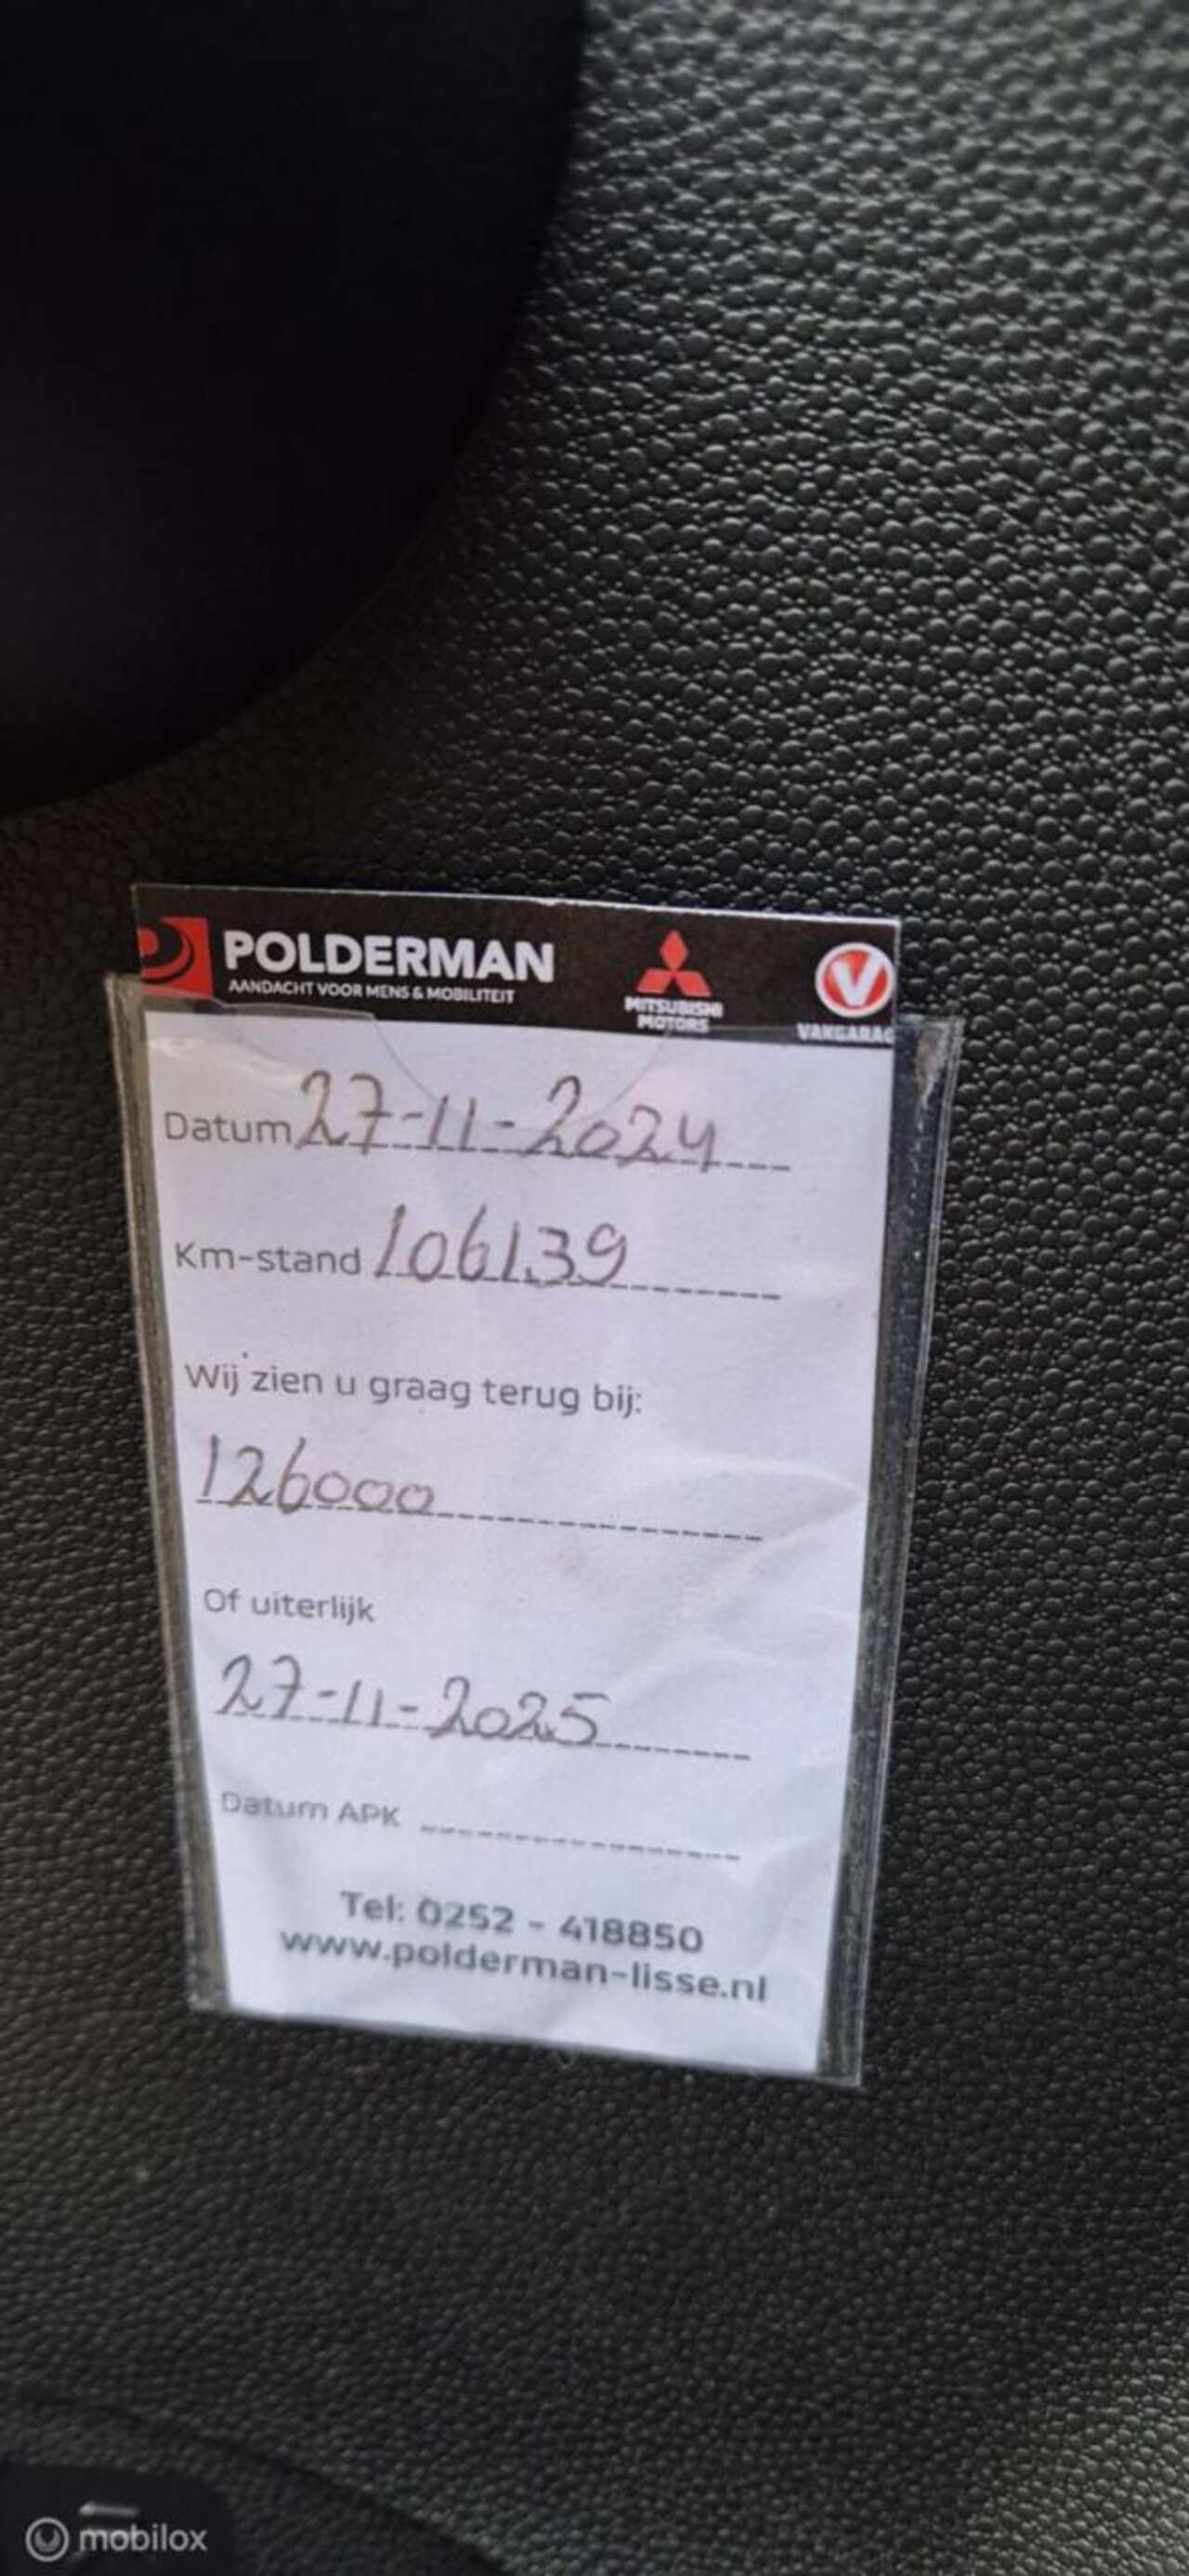 POLDERMAN
AANDACHT VOOR MENS & MOBILITEIT
MITSUBISHI
MOTORS
V
VAKGARAG
Datum 27-11-2024
Km-stand 106139
Wij zien u graag terug bij:
126000
Of uiterlijk
27-11-2025
Datum APK
Tel: 0252 - 418850
www.polderman-lisse.nl
mobilox